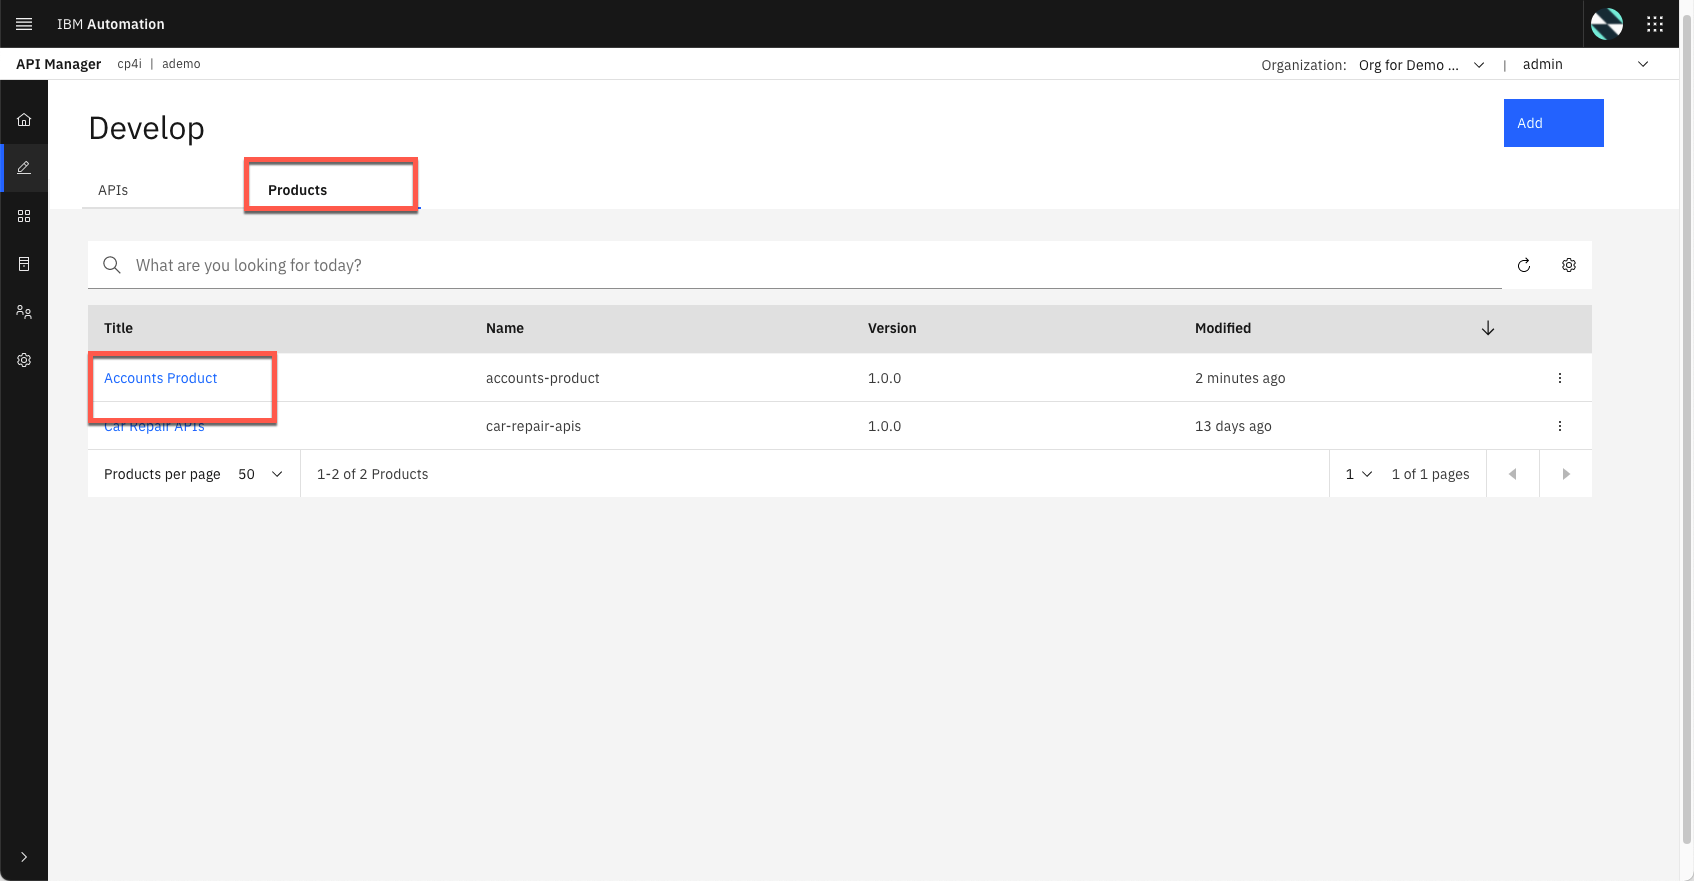 IBM Automation
API Manager cp4i | ademo Organization: Org for Demo ... | admin
Develop
Add
APIs Products
What are you looking for today?
Title Name Version Modified
Accounts Product accounts-product 1.0.0 2 minutes ago
Car Repair APIs car-repair-apis 1.0.0 13 days ago
Products per page 50 1-2 of 2 Products 1 1 of 1 pages